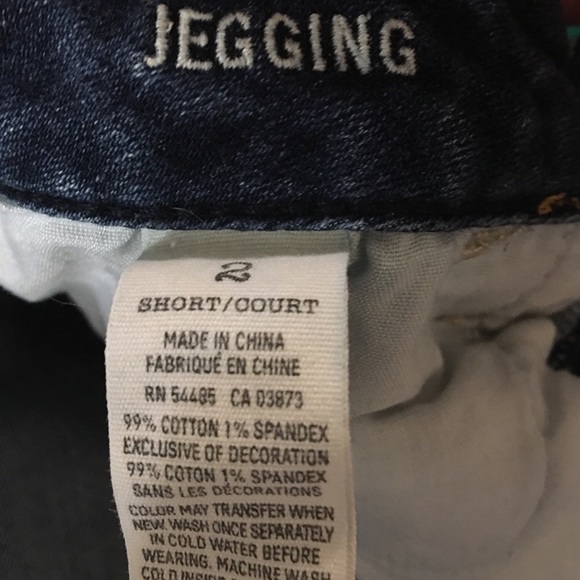 JEGGING
2
SHORT/COURT
MADE IN CHINA
FABRIQUÉ EN CHINE
RN 54485 CA 03873
99% COTTON 1% SPANDEX
EXCLUSIVE OF DECORATION
99% COTON 1% SPANDEX
SANS LES DÉCORATIONS
COLOR MAY TRANSFER WHEN
NEW. WASH ONCE SEPARATELY
IN COLD WATER BEFORE
WEARING. MACHINE WASH
COLD INSIDE